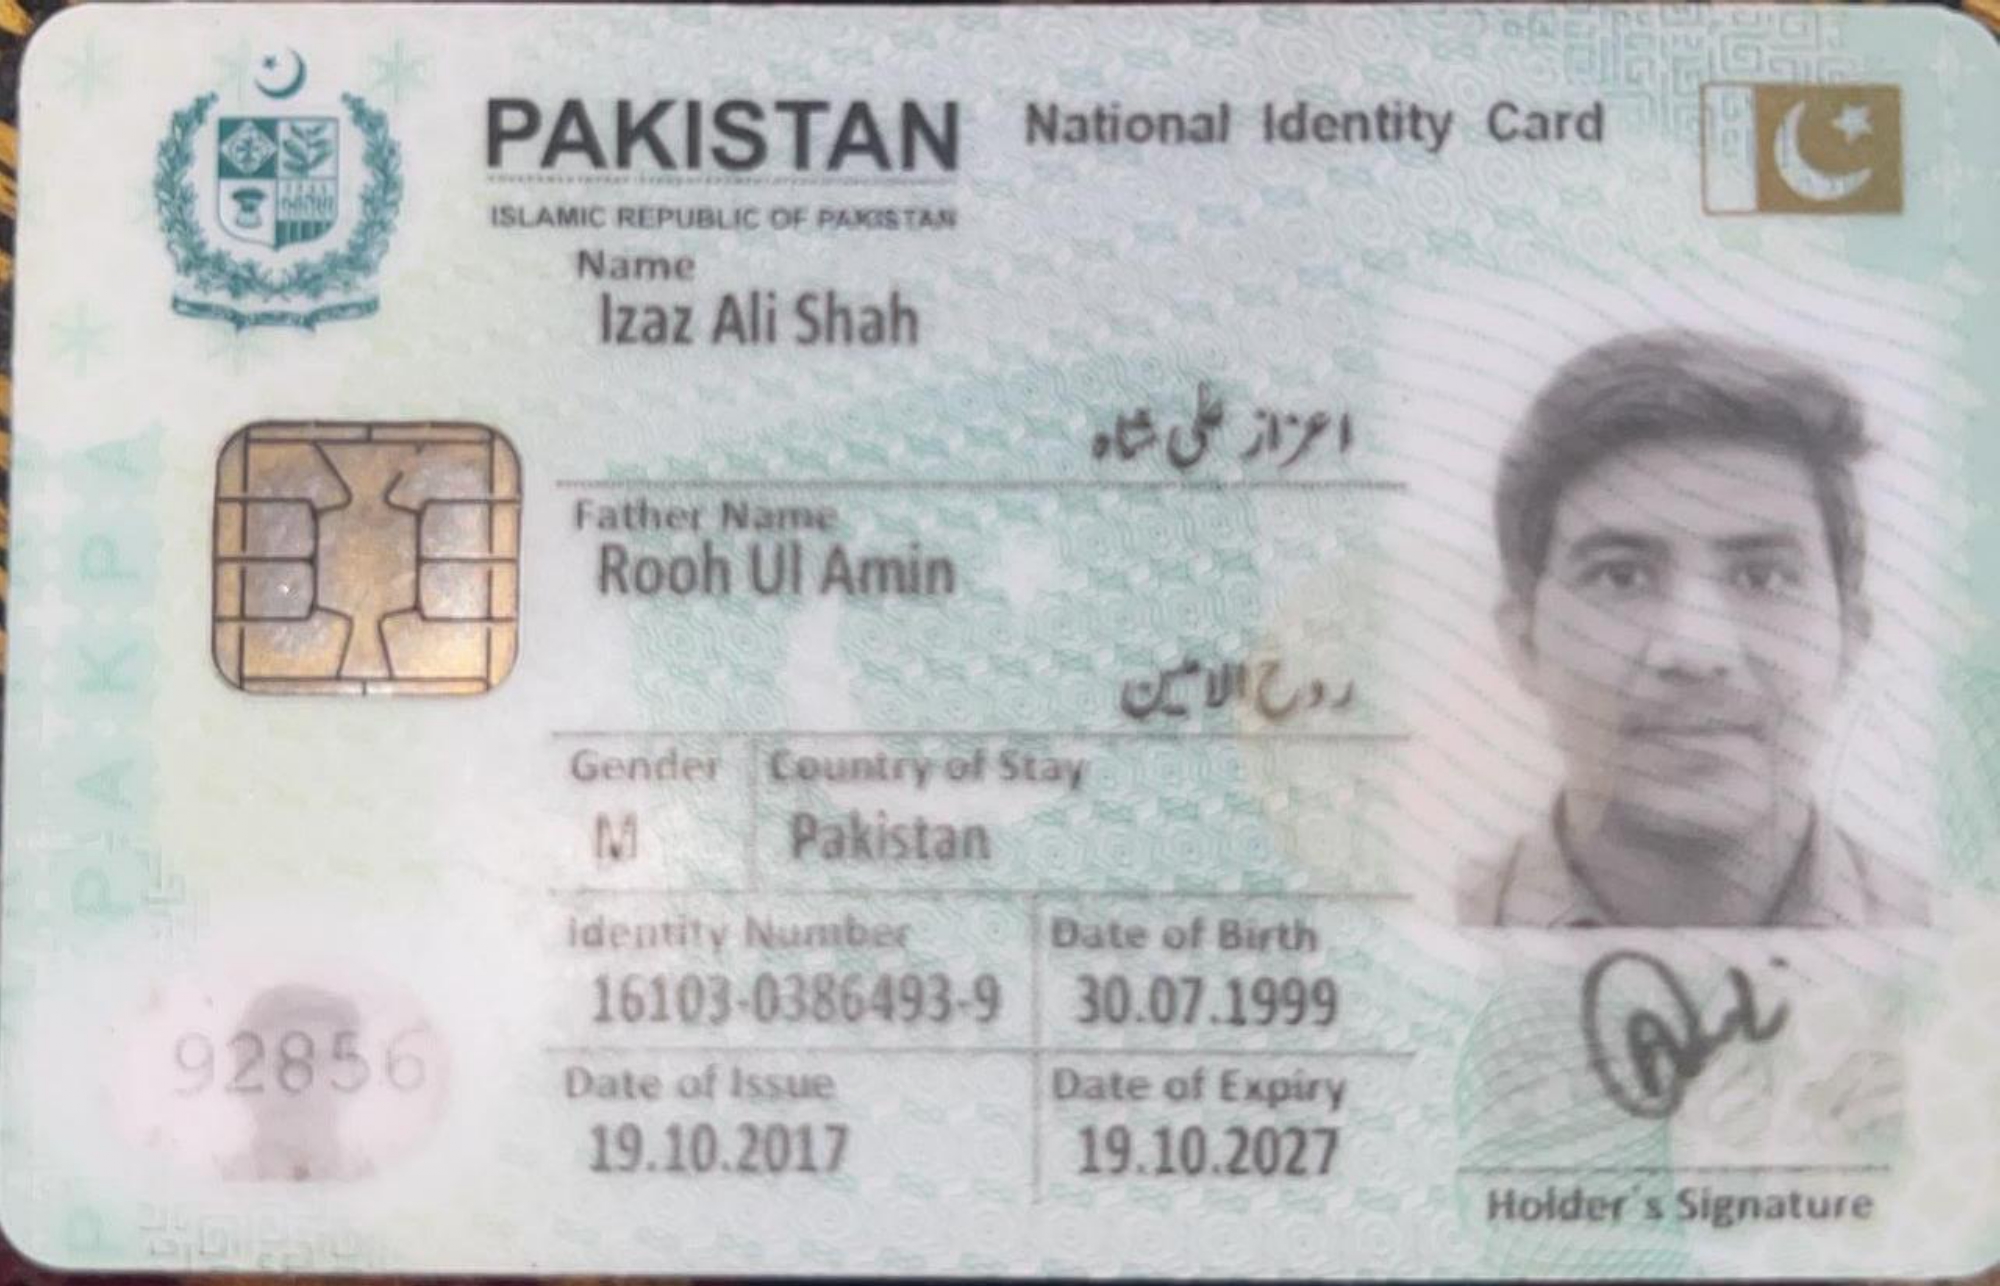 PAKISTAN National Identity Card
ISLAMIC REPUBLIC OF PAKISTAN
Name
Izaz Ali Shah
اعزاز علی شاہ
Father Name
Rooh Ul Amin
روح الامین
Gender Country of Stay
M Pakistan
Identity Number Date of Birth
16103-0386493-9 30.07.1999
Date of Issue Date of Expiry
19.10.2017 19.10.2027
Holder's Signature
92856
PAKPAKP